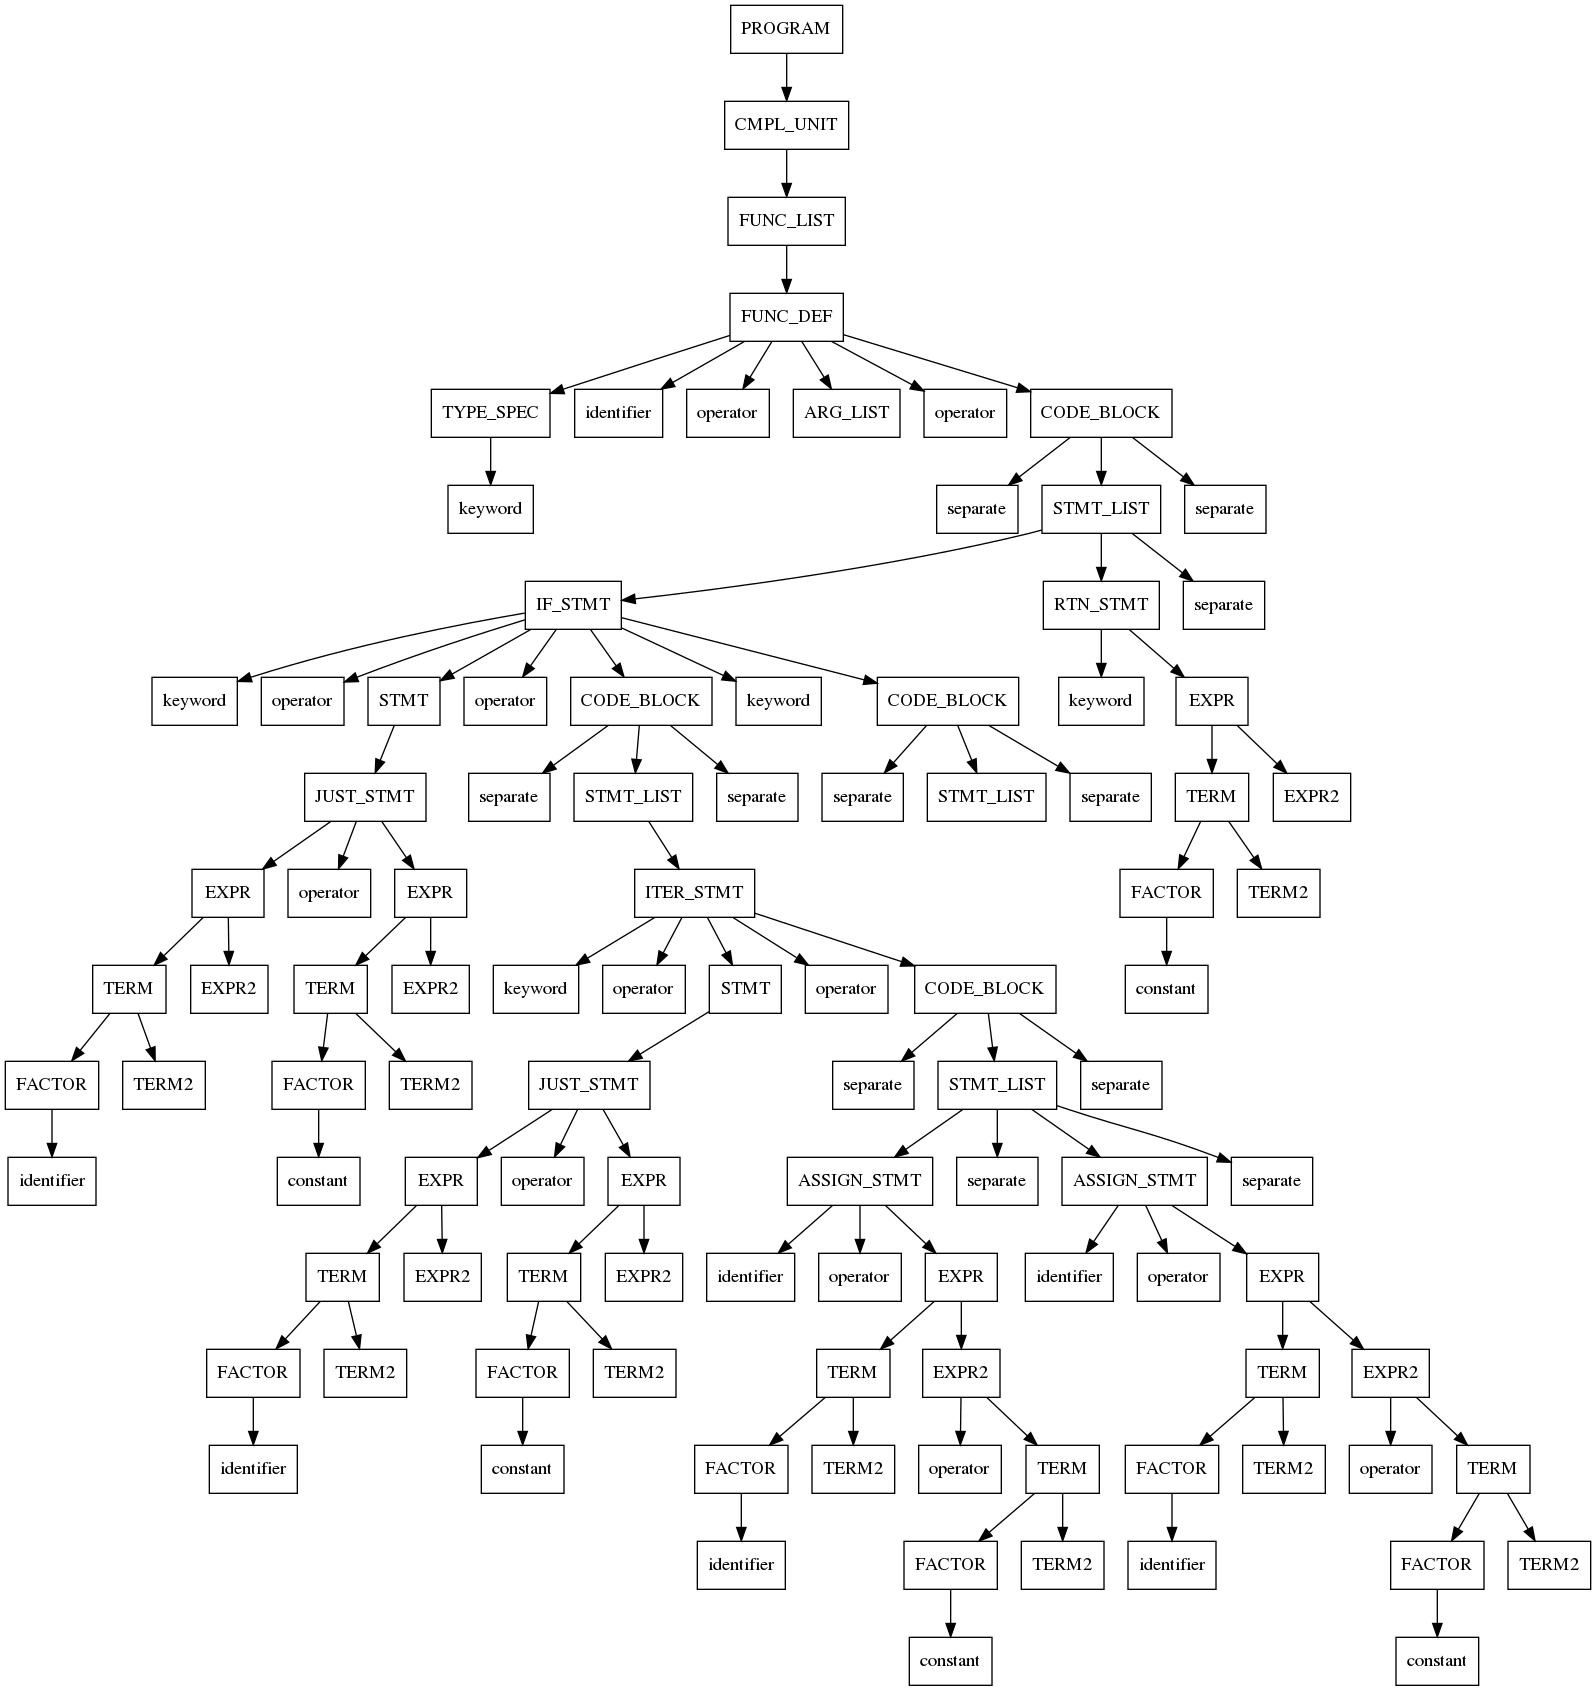 PROGRAM
CMPL_UNIT
FUNC_LIST
FUNC_DEF
TYPE_SPEC identifier operator ARG_LIST operator CODE_BLOCK
keyword separate STMT_LIST separate
IF_STMT RTN_STMT separate
keyword operator STMT operator CODE_BLOCK keyword CODE_BLOCK keyword EXPR
JUST_STMT separate STMT_LIST separate separate STMT_LIST separate TERM EXPR2
EXPR operator EXPR ITER_STMT FACTOR TERM2
TERM EXPR2 TERM EXPR2 keyword operator STMT operator CODE_BLOCK constant
FACTOR TERM2 FACTOR TERM2 JUST_STMT separate STMT_LIST separate
identifier constant EXPR operator EXPR ASSIGN_STMT separate ASSIGN_STMT separate
TERM EXPR2 TERM EXPR2 identifier operator EXPR identifier operator EXPR
FACTOR TERM2 FACTOR TERM2 TERM EXPR2 TERM EXPR2
identifier constant FACTOR TERM2 operator TERM FACTOR TERM2 operator TERM
identifier FACTOR TERM2 identifier FACTOR TERM2
constant constant